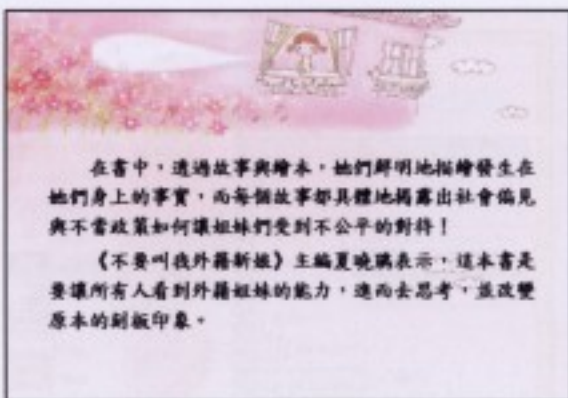 在書中，透過故事與繪本，她們鮮明地描繪發生在
她們身上的事實，而每個故事都具體地揭露出社會偏見
與不當政策如何讓姐妹們受到不公平的對待！
《不要叫我外籍新娘》主編夏曉鵑表示，這本書是
要讓所有人看到外籍姐妹的能力，進而去思考，並改變
原本的刻板印象。